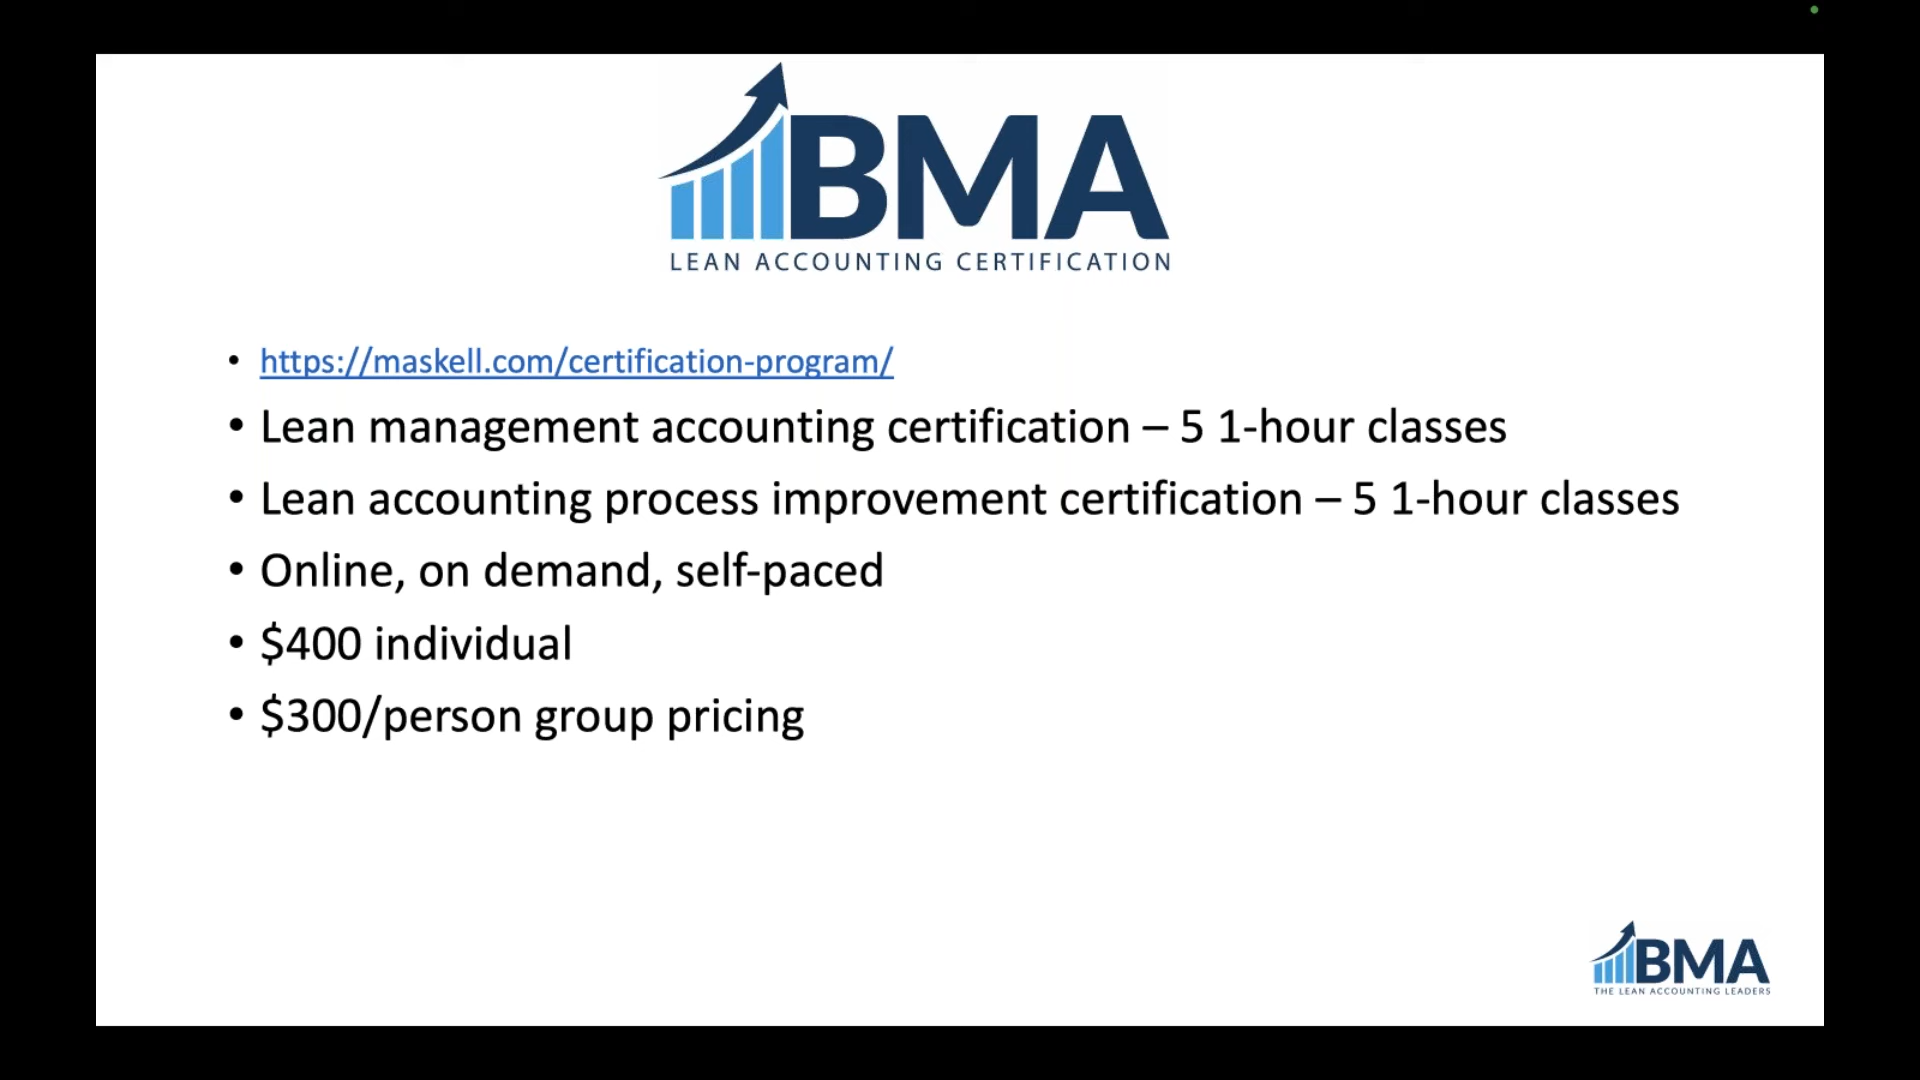 BMA
LEAN ACCOUNTING CERTIFICATION
• https://maskell.com/certification-program/
• Lean management accounting certification – 5 1-hour classes
• Lean accounting process improvement certification – 5 1-hour classes
• Online, on demand, self-paced
• $400 individual
• $300/person group pricing
BMA
THE LEAN ACCOUNTING LEADERS